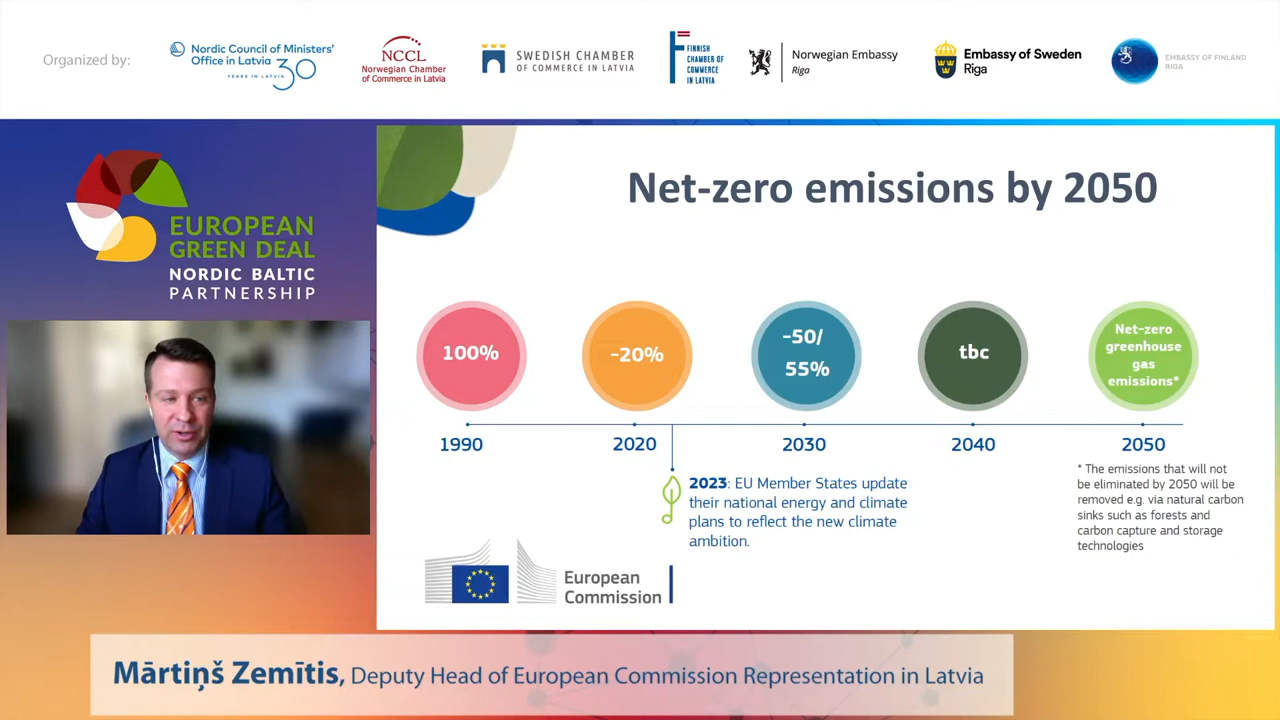 Organized by:
Nordic Council of Ministers'
Office in Latvia
YEARS IN LATVIA 30
NCCL
Norwegian Chamber
of Commerce in Latvia
SWEDISH CHAMBER
OF COMMERCE IN LATVIA
FINNISH
CHAMBER OF
COMMERCE
IN LATVIA
Norwegian Embassy
Riga
Embassy of Sweden
Riga
EMBASSY OF FINLAND
RIGA
EUROPEAN
GREEN DEAL
NORDIC BALTIC
PARTNERSHIP
Net-zero emissions by 2050
100%
-20%
-50/
55%
tbc
Net-zero
greenhouse
gas
emissions*
1990
2020
2030
2040
2050
2023: EU Member States update
their national energy and climate
plans to reflect the new climate
ambition.
* The emissions that will not
be eliminated by 2050 will be
removed e.g. via natural carbon
sinks such as forests and
carbon capture and storage
technologies
European
Commission
Mārtiņš Zemītis, Deputy Head of European Commission Representation in Latvia